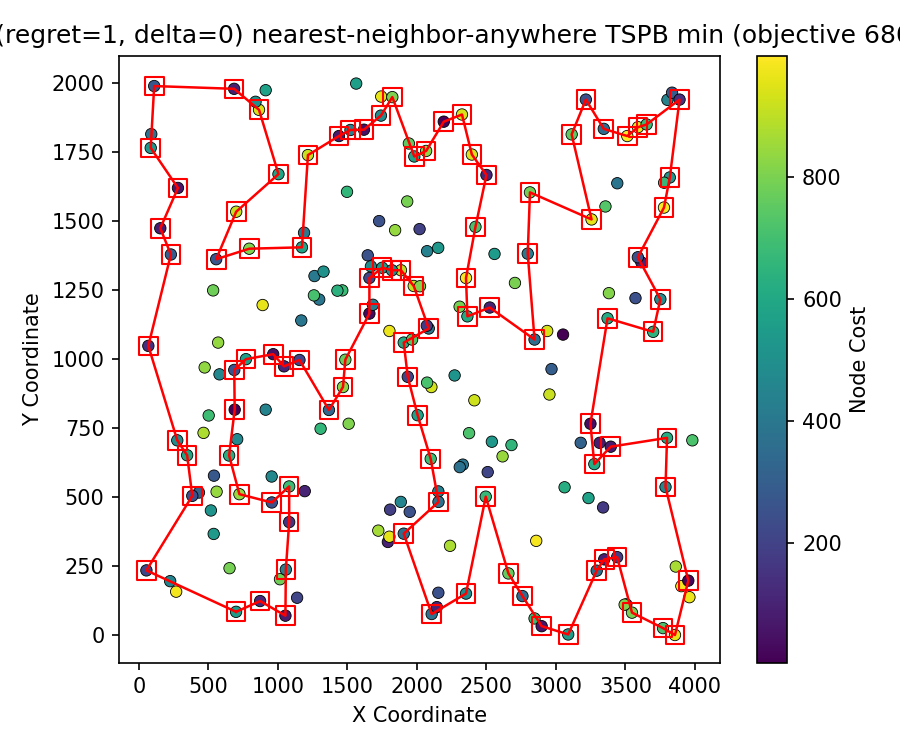 (regret=1, delta=0) nearest-neighbor-anywhere TSPB min (objective
2000
1750
1500
1250
1000
750
500
250
0
Y Coordinate
0 500 1000 1500 2000 2500 3000 3500 4000
X Coordinate
800
600
400
200
Node Cost